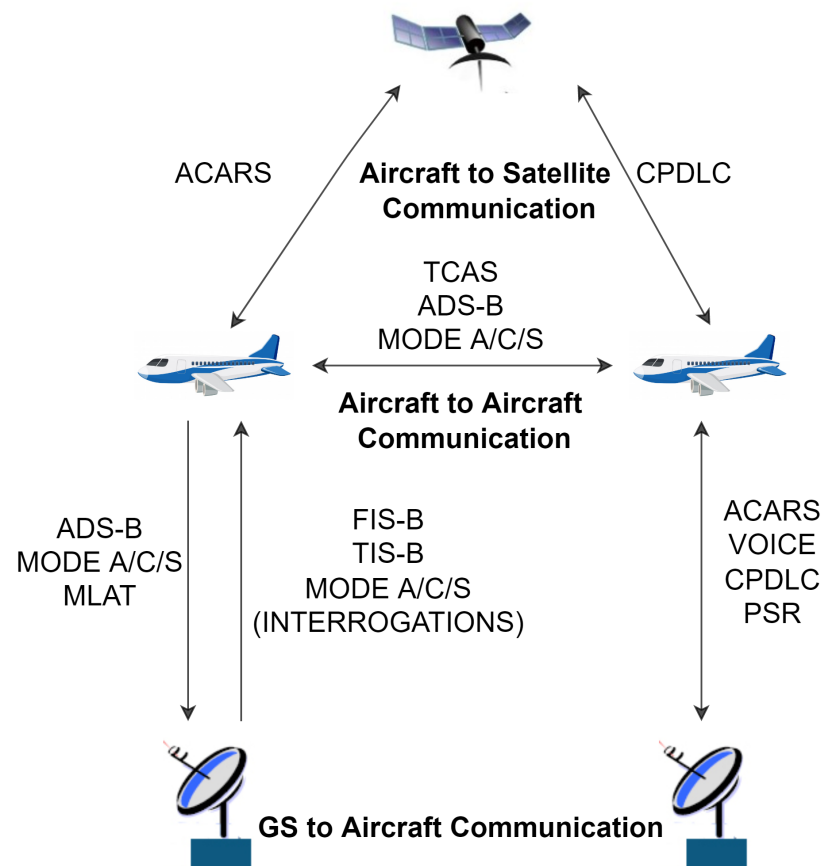 ACARS
Aircraft to Satellite
Communication
CPDLC
TCAS
ADS-B
MODE A/C/S
Aircraft to Aircraft
Communication
ADS-B
MODE A/C/S
MLAT
FIS-B
TIS-B
MODE A/C/S
(INTERROGATIONS)
ACARS
VOICE
CPDLC
PSR
GS to Aircraft Communication